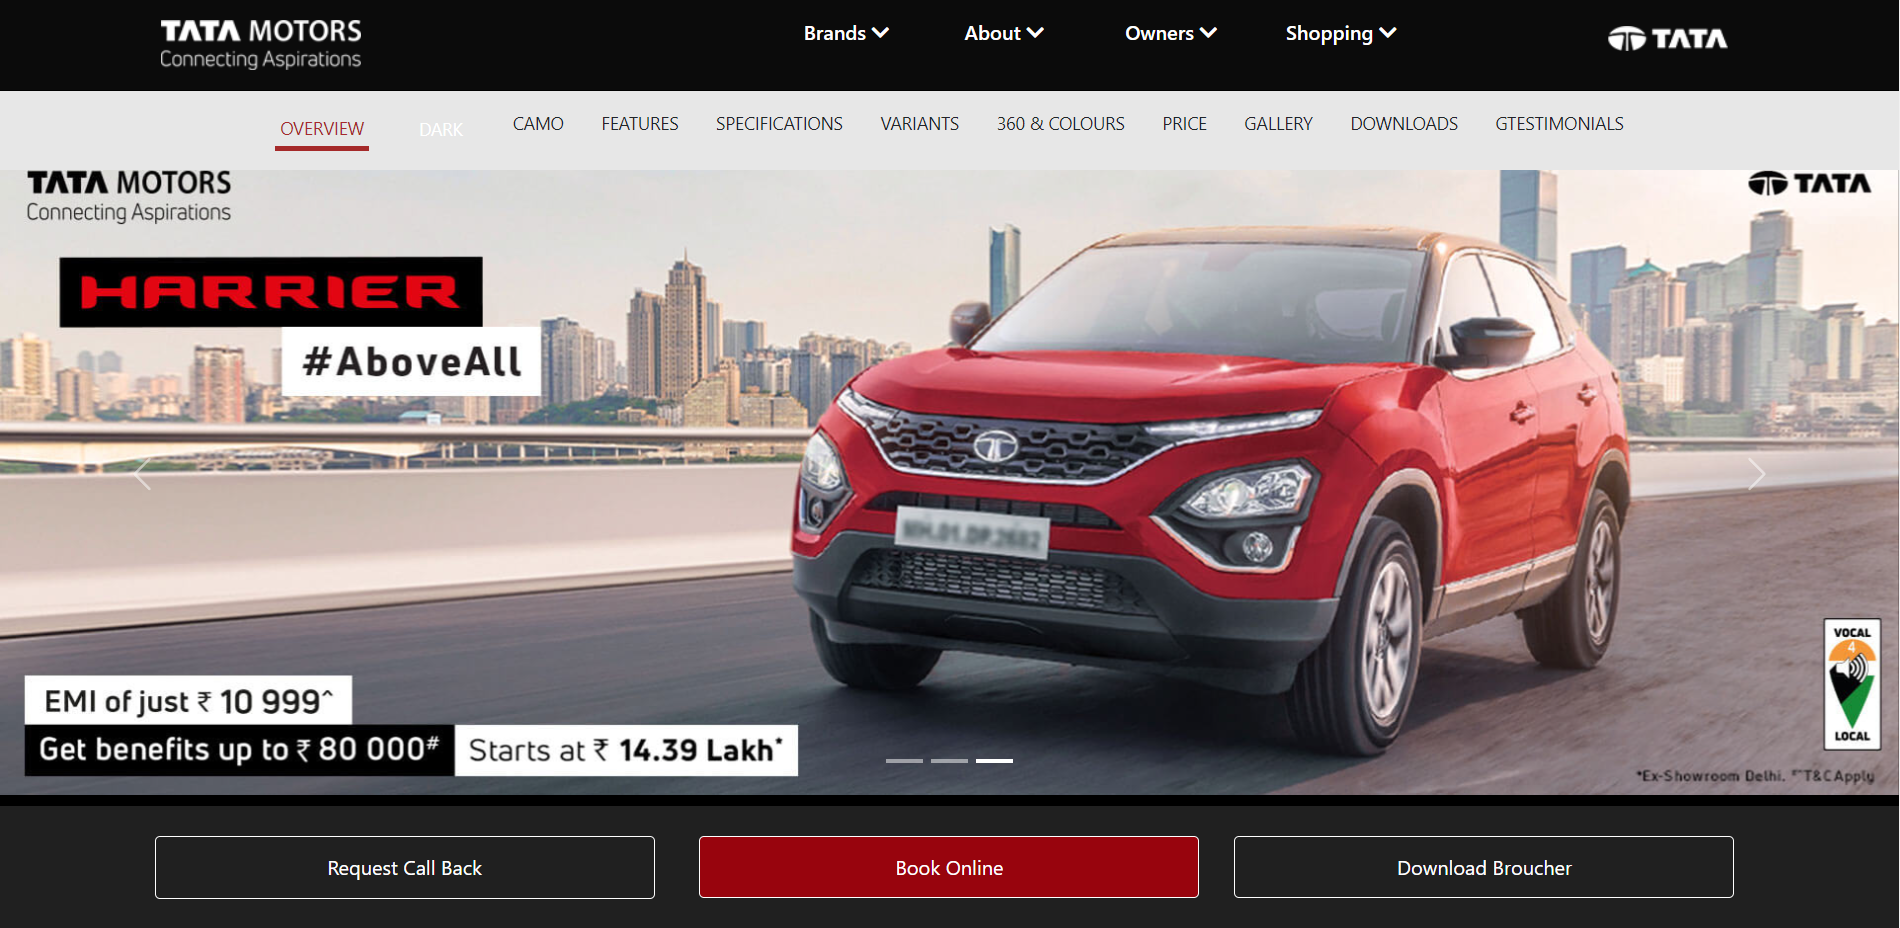 TATA MOTORS
Connecting Aspirations
Brands
About
Owners
Shopping
TATA
OVERVIEW
DARK
CAMO
FEATURES
SPECIFICATIONS
VARIANTS
360 & COLOURS
PRICE
GALLERY
DOWNLOADS
GTESTIMONIALS
TATA MOTORS
Connecting Aspirations
TATA
HARRIER
#AboveAll
EMI of just ₹ 10 999^
Get benefits up to ₹ 80 000#
Starts at ₹ 14.39 Lakh*
VOCAL
4
LOCAL
*Ex-Showroom Delhi. T&C Apply
Request Call Back
Book Online
Download Broucher